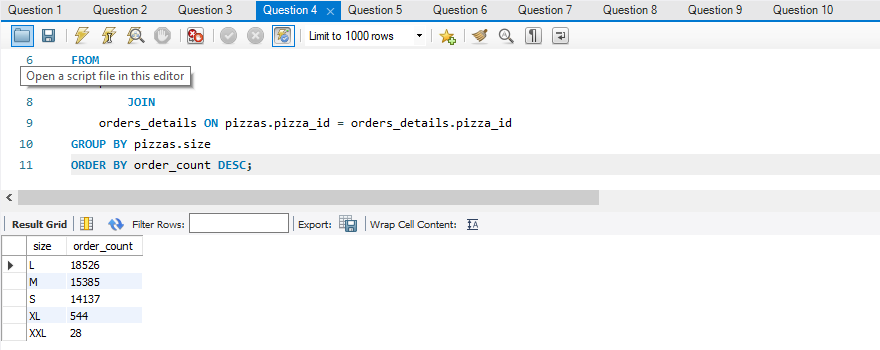 Question 1 Question 2 Question 3 Question 4 Question 5 Question 6 Question 7 Question 8 Question 9 Question 10
Limit to 1000 rows
6 FROM
Open a script file in this editor
8 JOIN
9 orders_details ON pizzas.pizza_id = orders_details.pizza_id
10 GROUP BY pizzas.size
11 ORDER BY order_count DESC;
Result Grid Filter Rows: Export: Wrap Cell Content:
size order_count
L 18526
M 15385
S 14137
XL 544
XXL 28